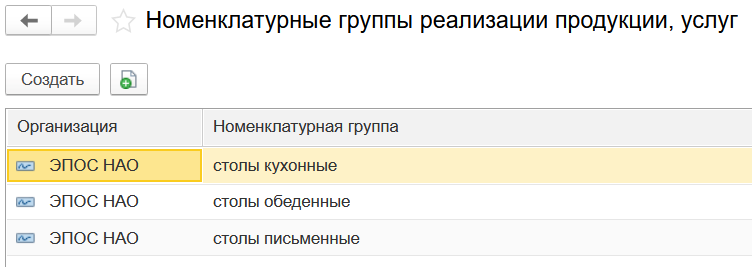 Номенклатурные группы реализации продукции, услуг
Создать
Организация Номенклатурная группа
ЭПОС НАО столы кухонные
ЭПОС НАО столы обеденные
ЭПОС НАО столы письменные